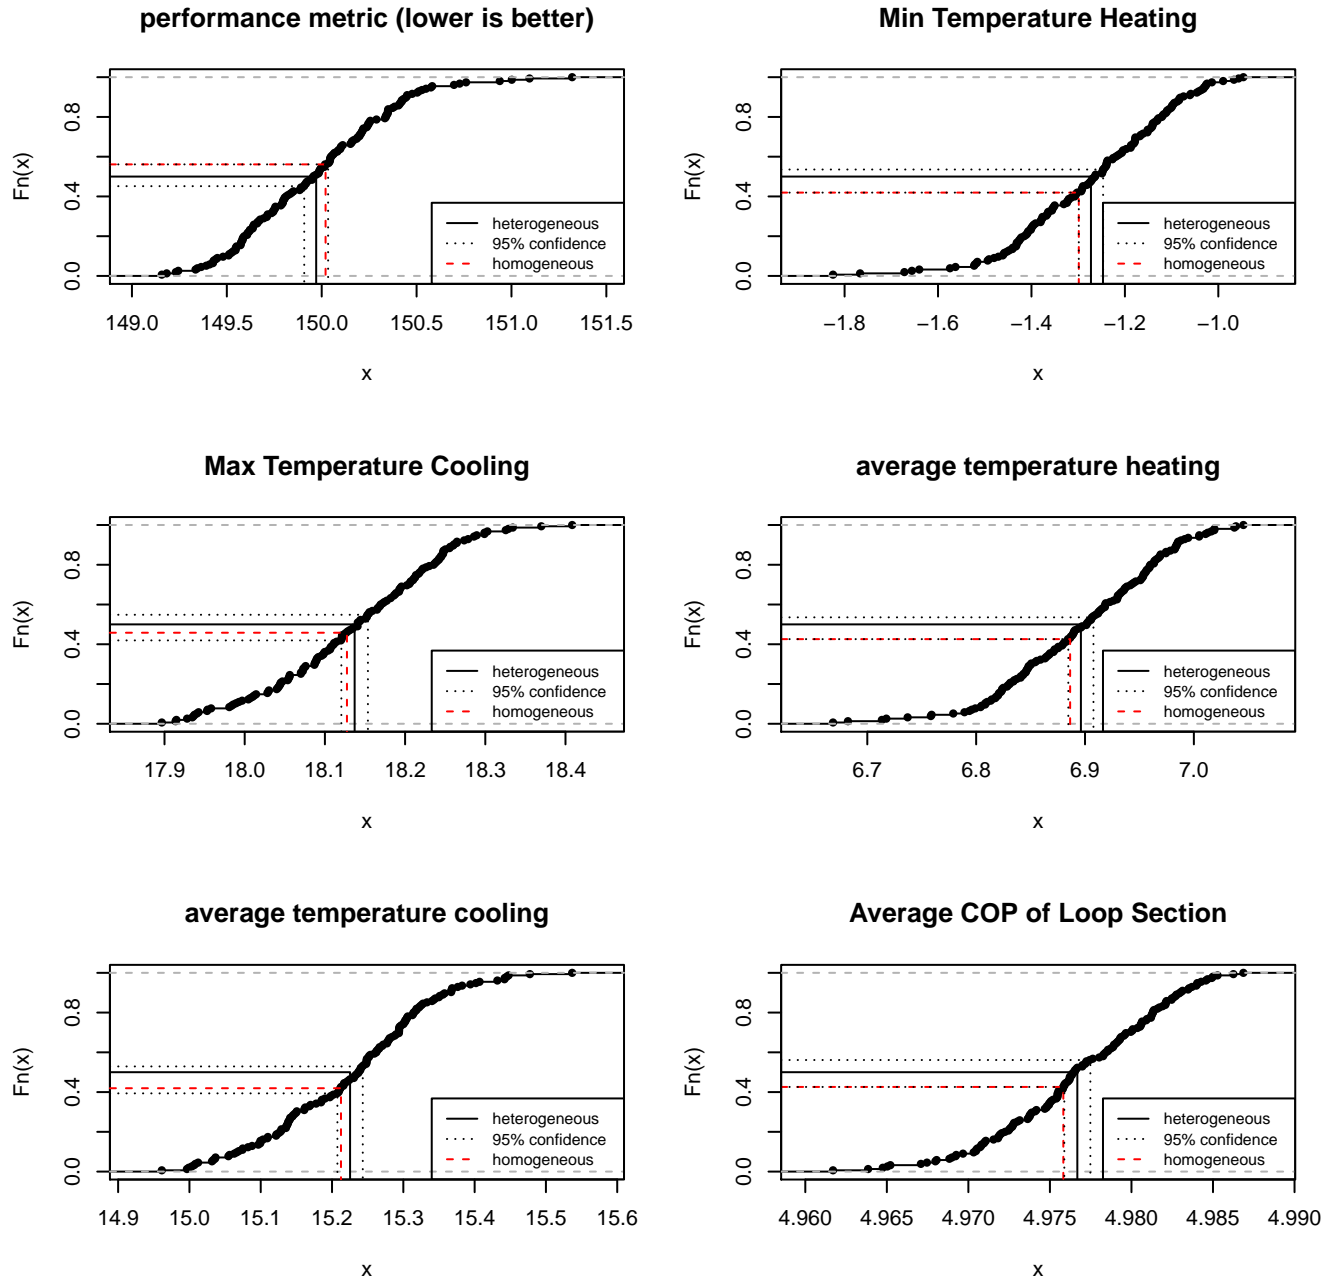 performance metric (lower is better)
Fn(x)
0.0 0.4 0.8
heterogeneous
95% confidence
homogeneous
149.0 149.5 150.0 150.5 151.0 151.5
x
Min Temperature Heating
Fn(x)
0.0 0.4 0.8
heterogeneous
95% confidence
homogeneous
−1.8 −1.6 −1.4 −1.2 −1.0
x
Max Temperature Cooling
Fn(x)
0.0 0.4 0.8
heterogeneous
95% confidence
homogeneous
17.9 18.0 18.1 18.2 18.3 18.4
x
average temperature heating
Fn(x)
0.0 0.4 0.8
heterogeneous
95% confidence
homogeneous
6.7 6.8 6.9 7.0
x
average temperature cooling
Fn(x)
0.0 0.4 0.8
heterogeneous
95% confidence
homogeneous
14.9 15.0 15.1 15.2 15.3 15.4 15.5 15.6
x
Average COP of Loop Section
Fn(x)
0.0 0.4 0.8
heterogeneous
95% confidence
homogeneous
4.960 4.965 4.970 4.975 4.980 4.985 4.990
x